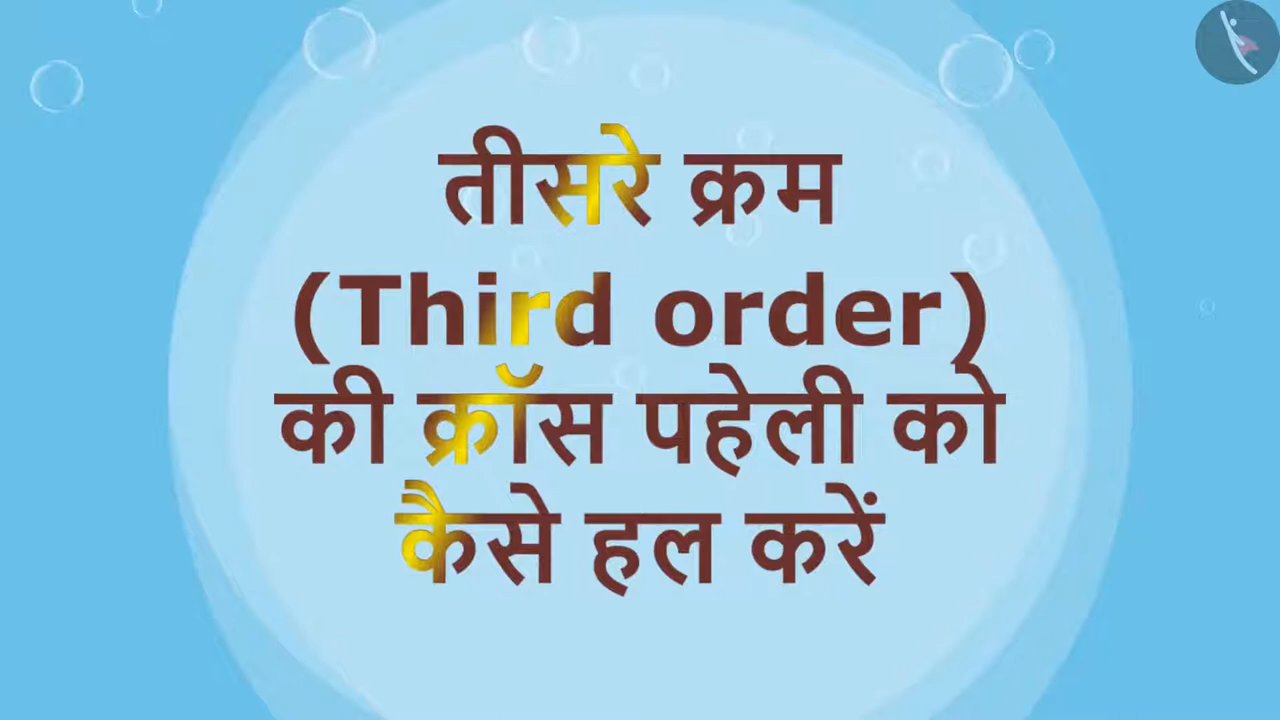 तीसरे क्रम
(Third order)
की क्रॉस पहेली को
कैसे हल करें